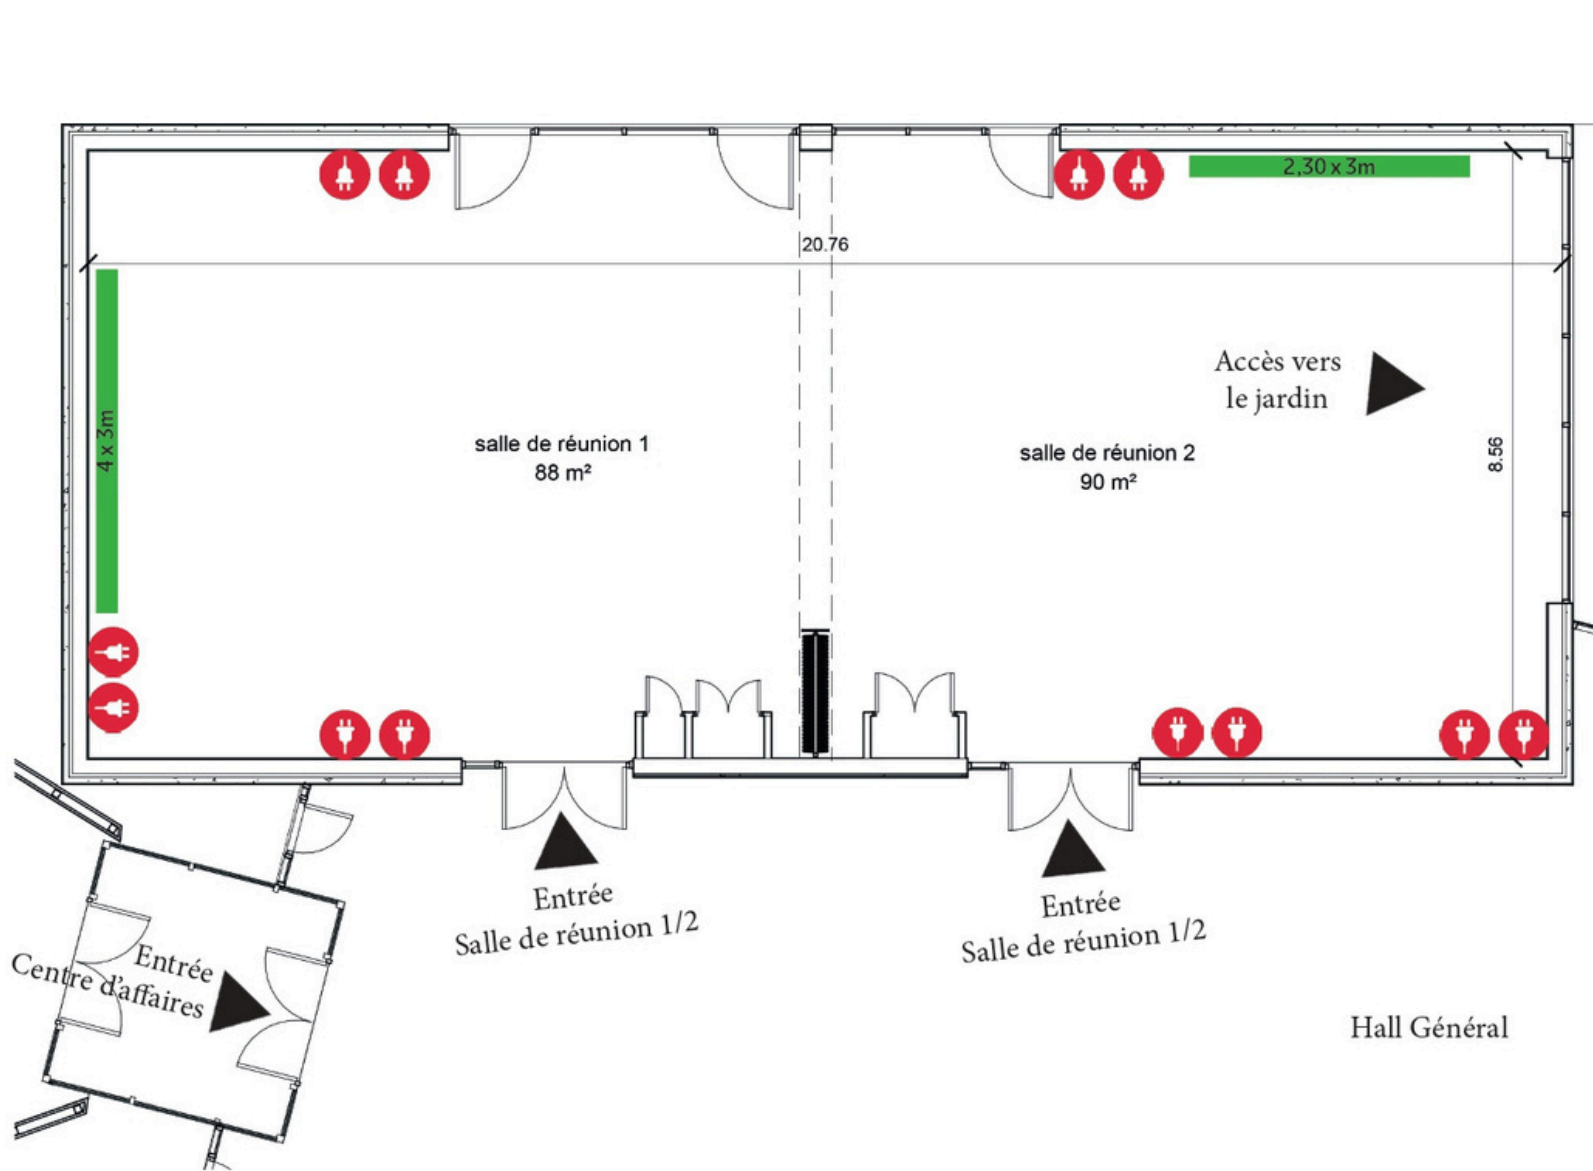 2,30 x 3m
20.76
4 x 3m
salle de réunion 1
88 m²
salle de réunion 2
90 m²
Accès vers
le jardin
8.56
Entrée
Salle de réunion 1/2
Entrée
Salle de réunion 1/2
Entrée
Centre d'affaires
Hall Général